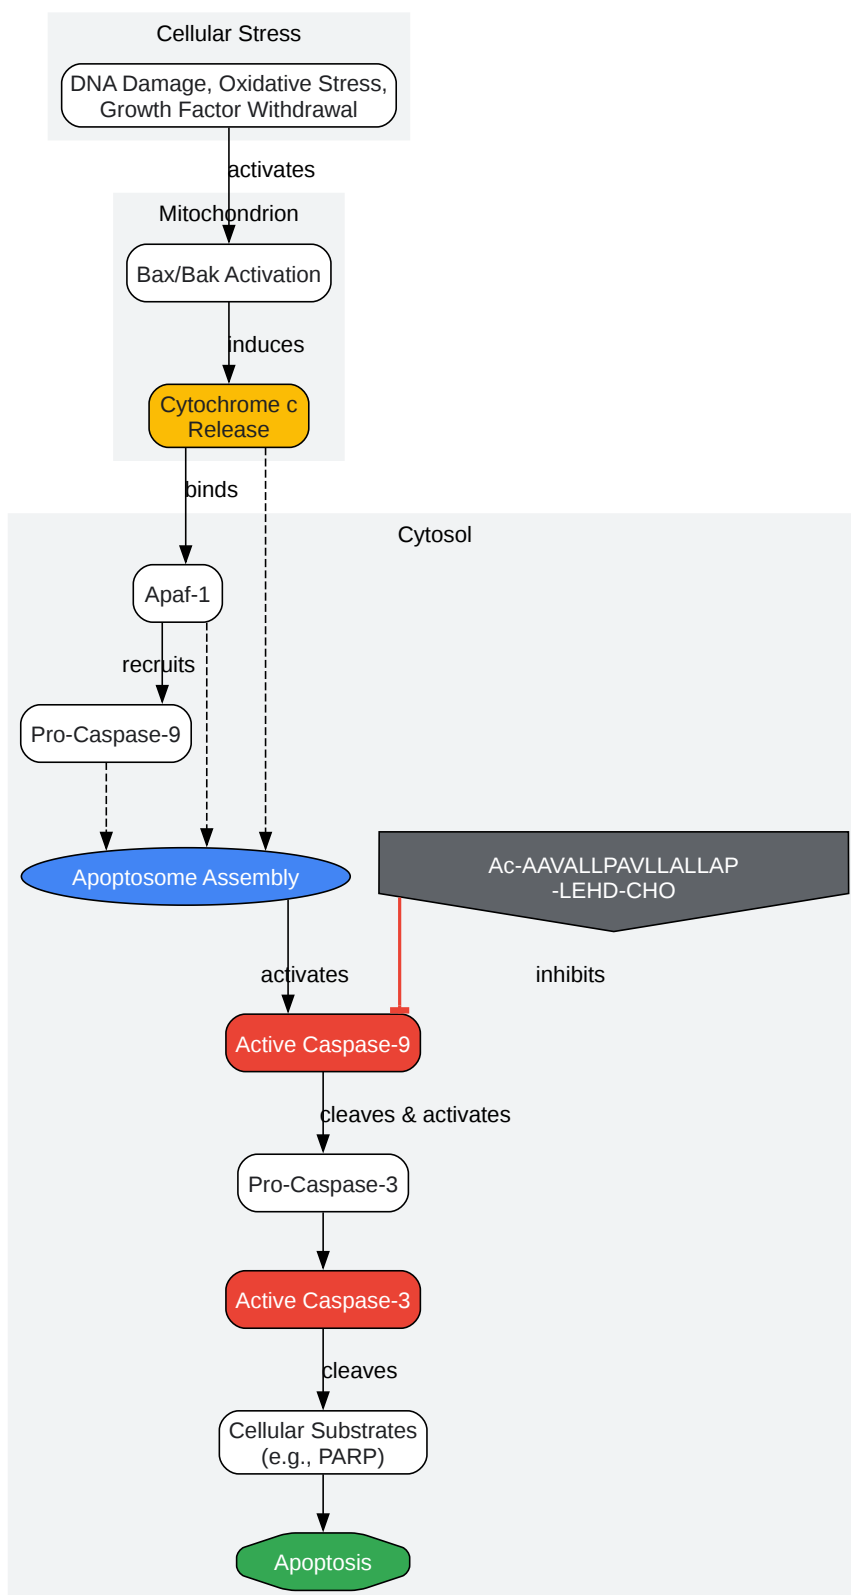 Cellular Stress
DNA Damage, Oxidative Stress,
Growth Factor Withdrawal
activates
Mitochondrion
Bax/Bak Activation
induces
Cytochrome c
Release
binds
Cytosol
Apaf-1
recruits
Pro-Caspase-9
Apoptosome Assembly
Ac-AAVALLPAVLLALLAP
-LEHD-CHO
activates
inhibits
Active Caspase-9
cleaves & activates
Pro-Caspase-3
Active Caspase-3
cleaves
Cellular Substrates
(e.g., PARP)
Apoptosis